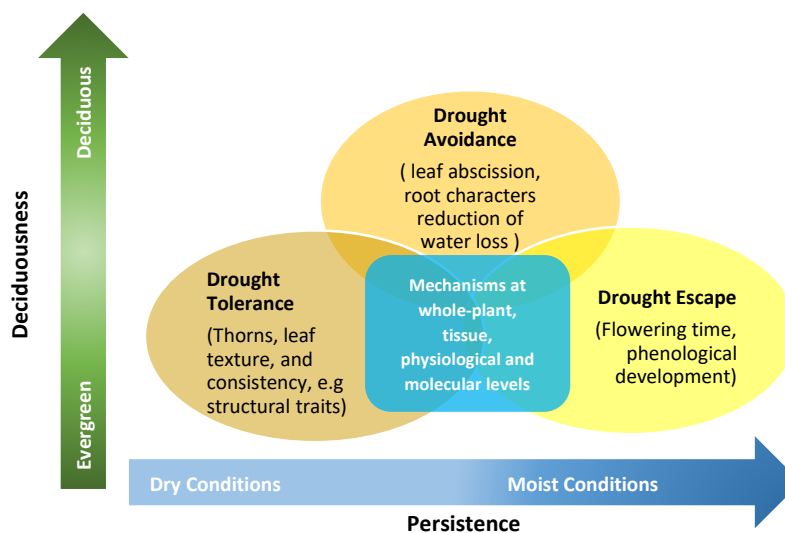 Deciduousness
Deciduous
Evergreen
Drought
Avoidance
( leaf abscission,
root characters
reduction of
water loss )
Drought
Tolerance
(Thorns, leaf
texture, and
consistency, e.g
structural traits)
Mechanisms at
whole-plant,
tissue,
physiological and
molecular levels
Drought Escape
(Flowering time,
phenological
development)
Dry Conditions
Moist Conditions
Persistence